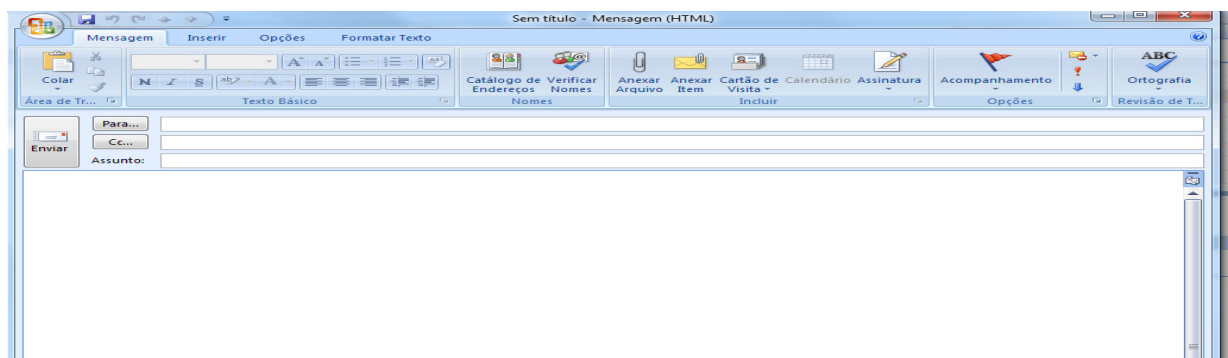 Sem título - Mensagem (HTML)
Mensagem Inserir Opções Formatar Texto
Colar
N I S ab A
Catálogo de Endereços
Verificar Nomes
Anexar Arquivo
Anexar Item
Cartão de Visita
Calendário
Assinatura
Acompanhamento
ABC
Ortografia
Área de Tr... Texto Básico Nomes Incluir Opções Revisão de T...
Enviar
Para...
Cc...
Assunto: